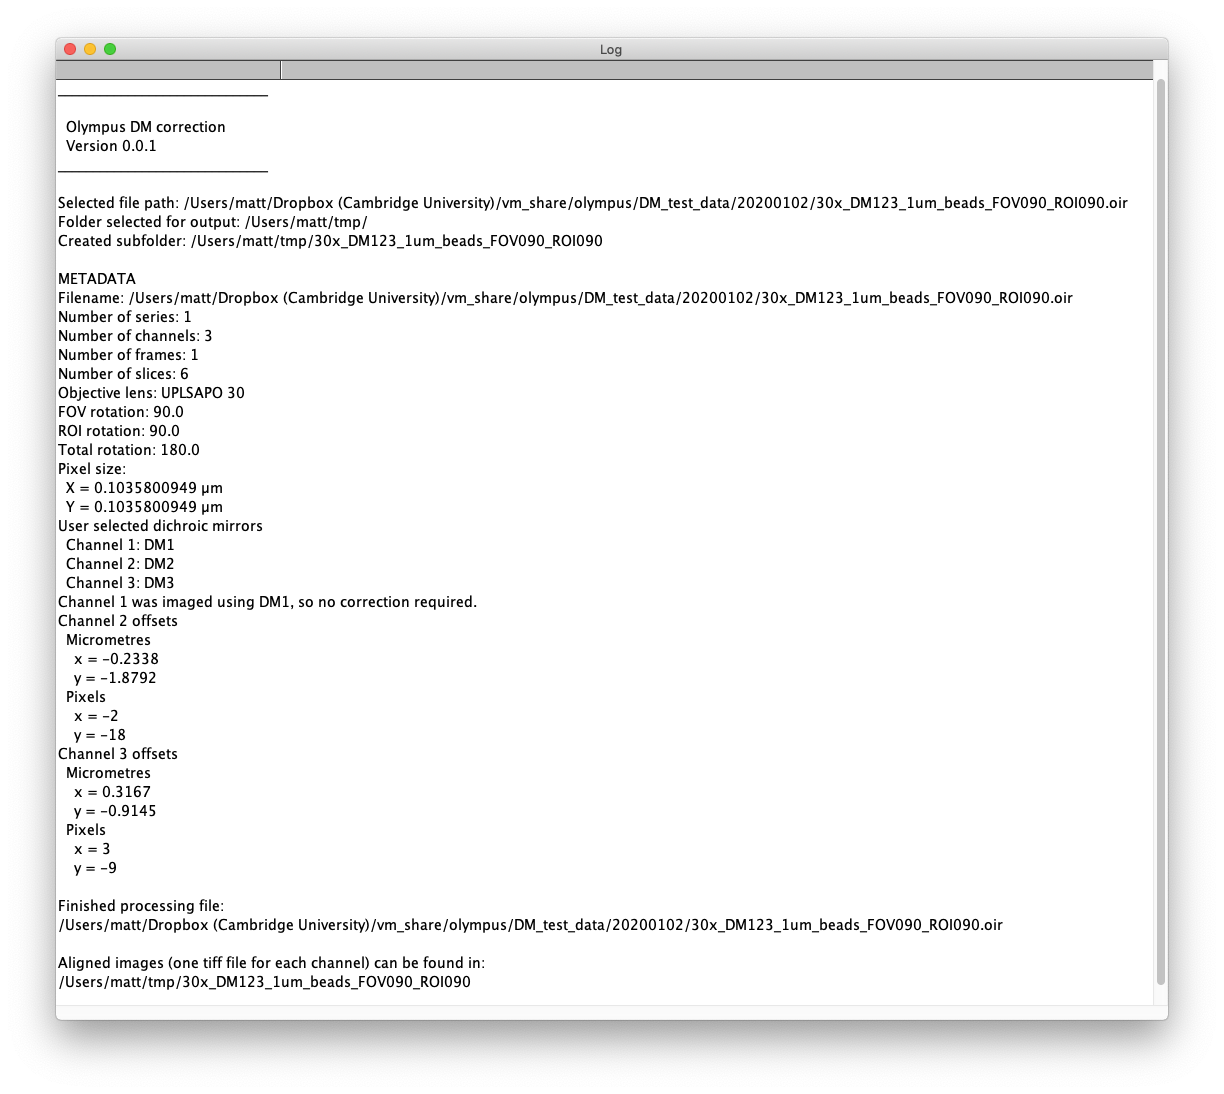 Log
Olympus DM correction
Version 0.0.1
Selected file path: /Users/matt/Dropbox (Cambridge University)/vm_share/olympus/DM_test_data/20200102/30x_DM123_1um_beads_FOV090_ROI090.oir
Folder selected for output: /Users/matt/tmp/
Created subfolder: /Users/matt/tmp/30x_DM123_1um_beads_FOV090_ROI090
METADATA
Filename: /Users/matt/Dropbox (Cambridge University)/vm_share/olympus/DM_test_data/20200102/30x_DM123_1um_beads_FOV090_ROI090.oir
Number of series: 1
Number of channels: 3
Number of frames: 1
Number of slices: 6
Objective lens: UPLSAPO 30
FOV rotation: 90.0
ROI rotation: 90.0
Total rotation: 180.0
Pixel size:
X = 0.1035800949 µm
Y = 0.1035800949 µm
User selected dichroic mirrors
Channel 1: DM1
Channel 2: DM2
Channel 3: DM3
Channel 1 was imaged using DM1, so no correction required.
Channel 2 offsets
Micrometres
x = -0.2338
y = -1.8792
Pixels
x = -2
y = -18
Channel 3 offsets
Micrometres
x = 0.3167
y = -0.9145
Pixels
x = 3
y = -9
Finished processing file:
/Users/matt/Dropbox (Cambridge University)/vm_share/olympus/DM_test_data/20200102/30x_DM123_1um_beads_FOV090_ROI090.oir
Aligned images (one tiff file for each channel) can be found in:
/Users/matt/tmp/30x_DM123_1um_beads_FOV090_ROI090